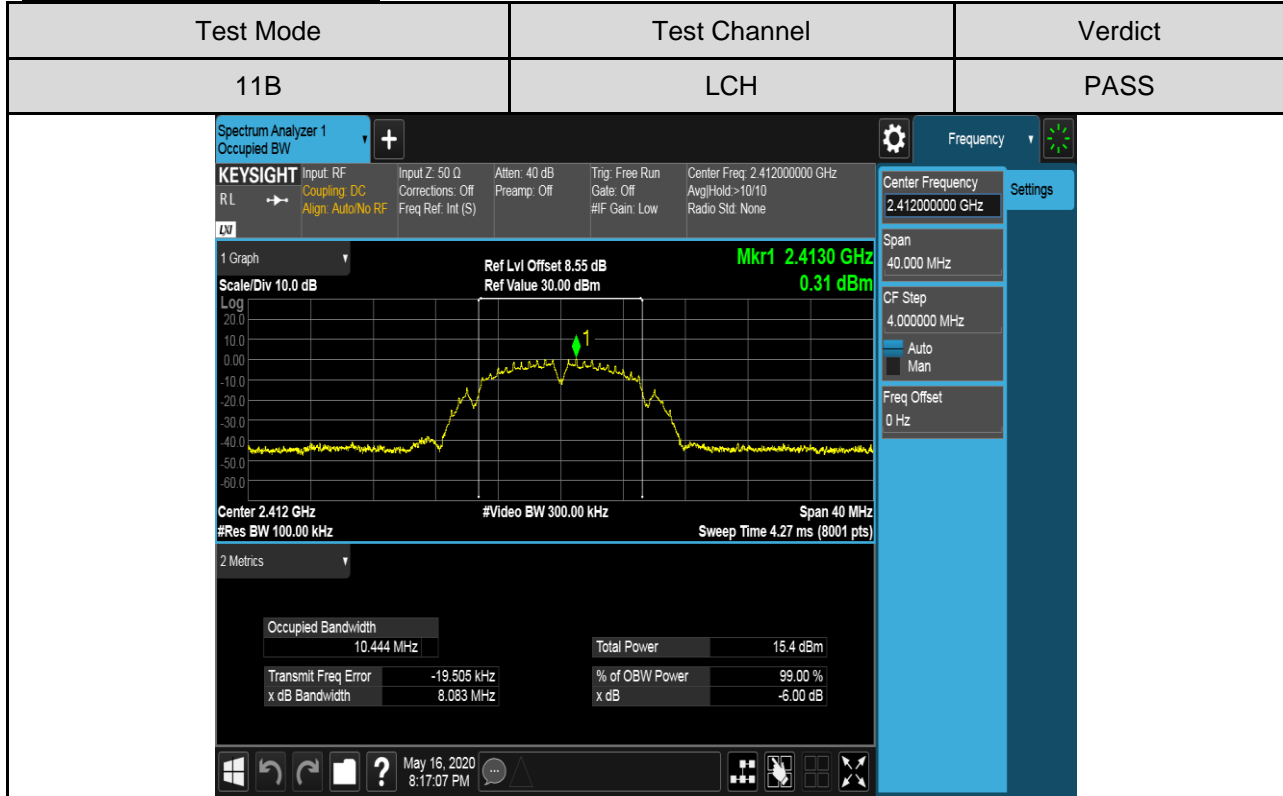 Test Mode Test Channel Verdict
11B LCH PASS
Spectrum Analyzer 1
Occupied BW
+
Frequency
KEYSIGHT Input: RF Input Z: 50 Ω Atten: 40 dB Trig: Free Run Center Freq: 2.412000000 GHz
RL Coupling: DC Corrections: Off Preamp: Off Gate: Off Avg|Hold:>10/10
Align: Auto/No RF Freq Ref: Int (S) #IF Gain: Low Radio Std: None
LXI
Center Frequency
2.412000000 GHz
Settings
Span
40.000 MHz
CF Step
4.000000 MHz
Auto
Man
Freq Offset
0 Hz
1 Graph Ref Lvl Offset 8.55 dB Mkr1 2.4130 GHz
Scale/Div 10.0 dB Ref Value 30.00 dBm 0.31 dBm
Log
20.0
10.0
0.00
-10.0
-20.0
-30.0
-40.0
-50.0
-60.0
1
Center 2.412 GHz #Video BW 300.00 kHz Span 40 MHz
#Res BW 100.00 kHz Sweep Time 4.27 ms (8001 pts)
2 Metrics
Occupied Bandwidth
10.444 MHz Total Power 15.4 dBm
Transmit Freq Error -19.505 kHz % of OBW Power 99.00 %
x dB Bandwidth 8.083 MHz x dB -6.00 dB
? May 16, 2020
8:17:07 PM